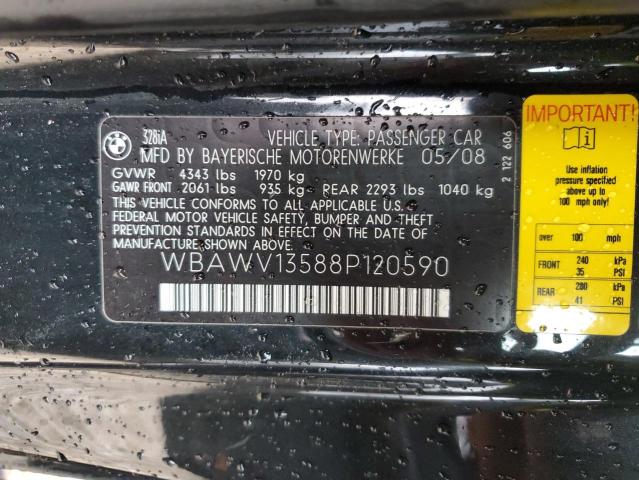 BMW
328iA
VEHICLE TYPE: PASSENGER CAR
MFD BY BAYERISCHE MOTORENWERKE 05/08
GVWR 4343 lbs 1970 kg
GAWR FRONT 2061 lbs 935 kg REAR 2293 lbs 1040 kg
THIS VEHICLE CONFORMS TO ALL APPLICABLE U.S.
FEDERAL MOTOR VEHICLE SAFETY, BUMPER AND THEFT
PREVENTION STANDARDS IN EFFECT ON THE DATE OF
MANUFACTURE SHOWN ABOVE.
WBAWV13588P120590
2 122 606
IMPORTANT!
Use inflation
pressure specified
above up to
100 mph only!
over 100 mph
FRONT 240 kPa
35 PSI
REAR 280 kPa
41 PSI